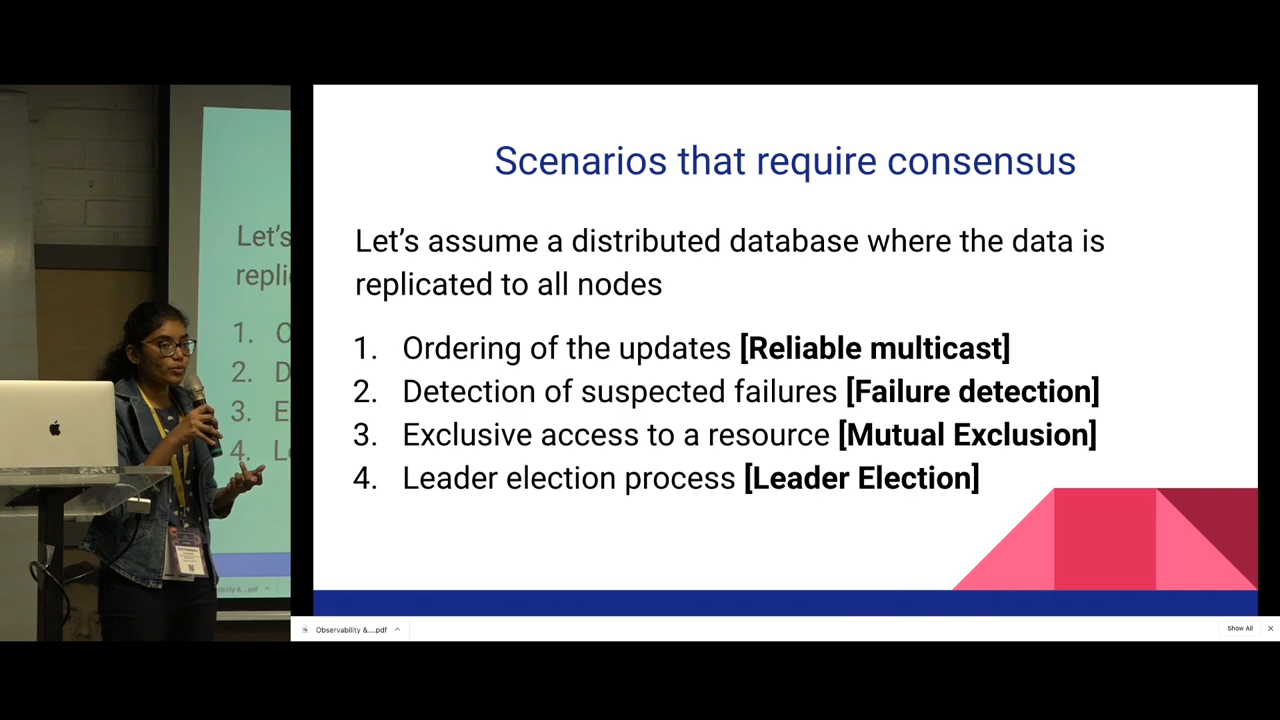 Scenarios that require consensus
Let’s assume a distributed database where the data is
replicated to all nodes
1. Ordering of the updates [Reliable multicast]
2. Detection of suspected failures [Failure detection]
3. Exclusive access to a resource [Mutual Exclusion]
4. Leader election process [Leader Election]
Let's
repli
1. O
2. D
3. E
4. L
Observability &....pdf
Show All